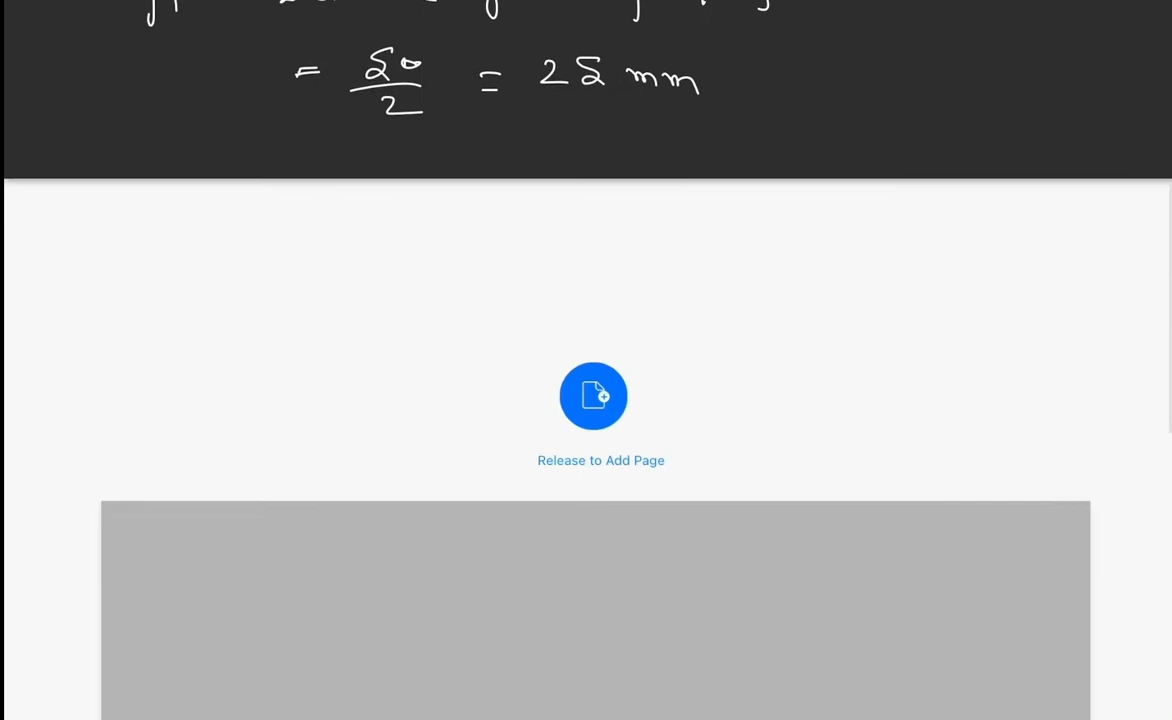 = 50/2 = 25 mm
Release to Add Page